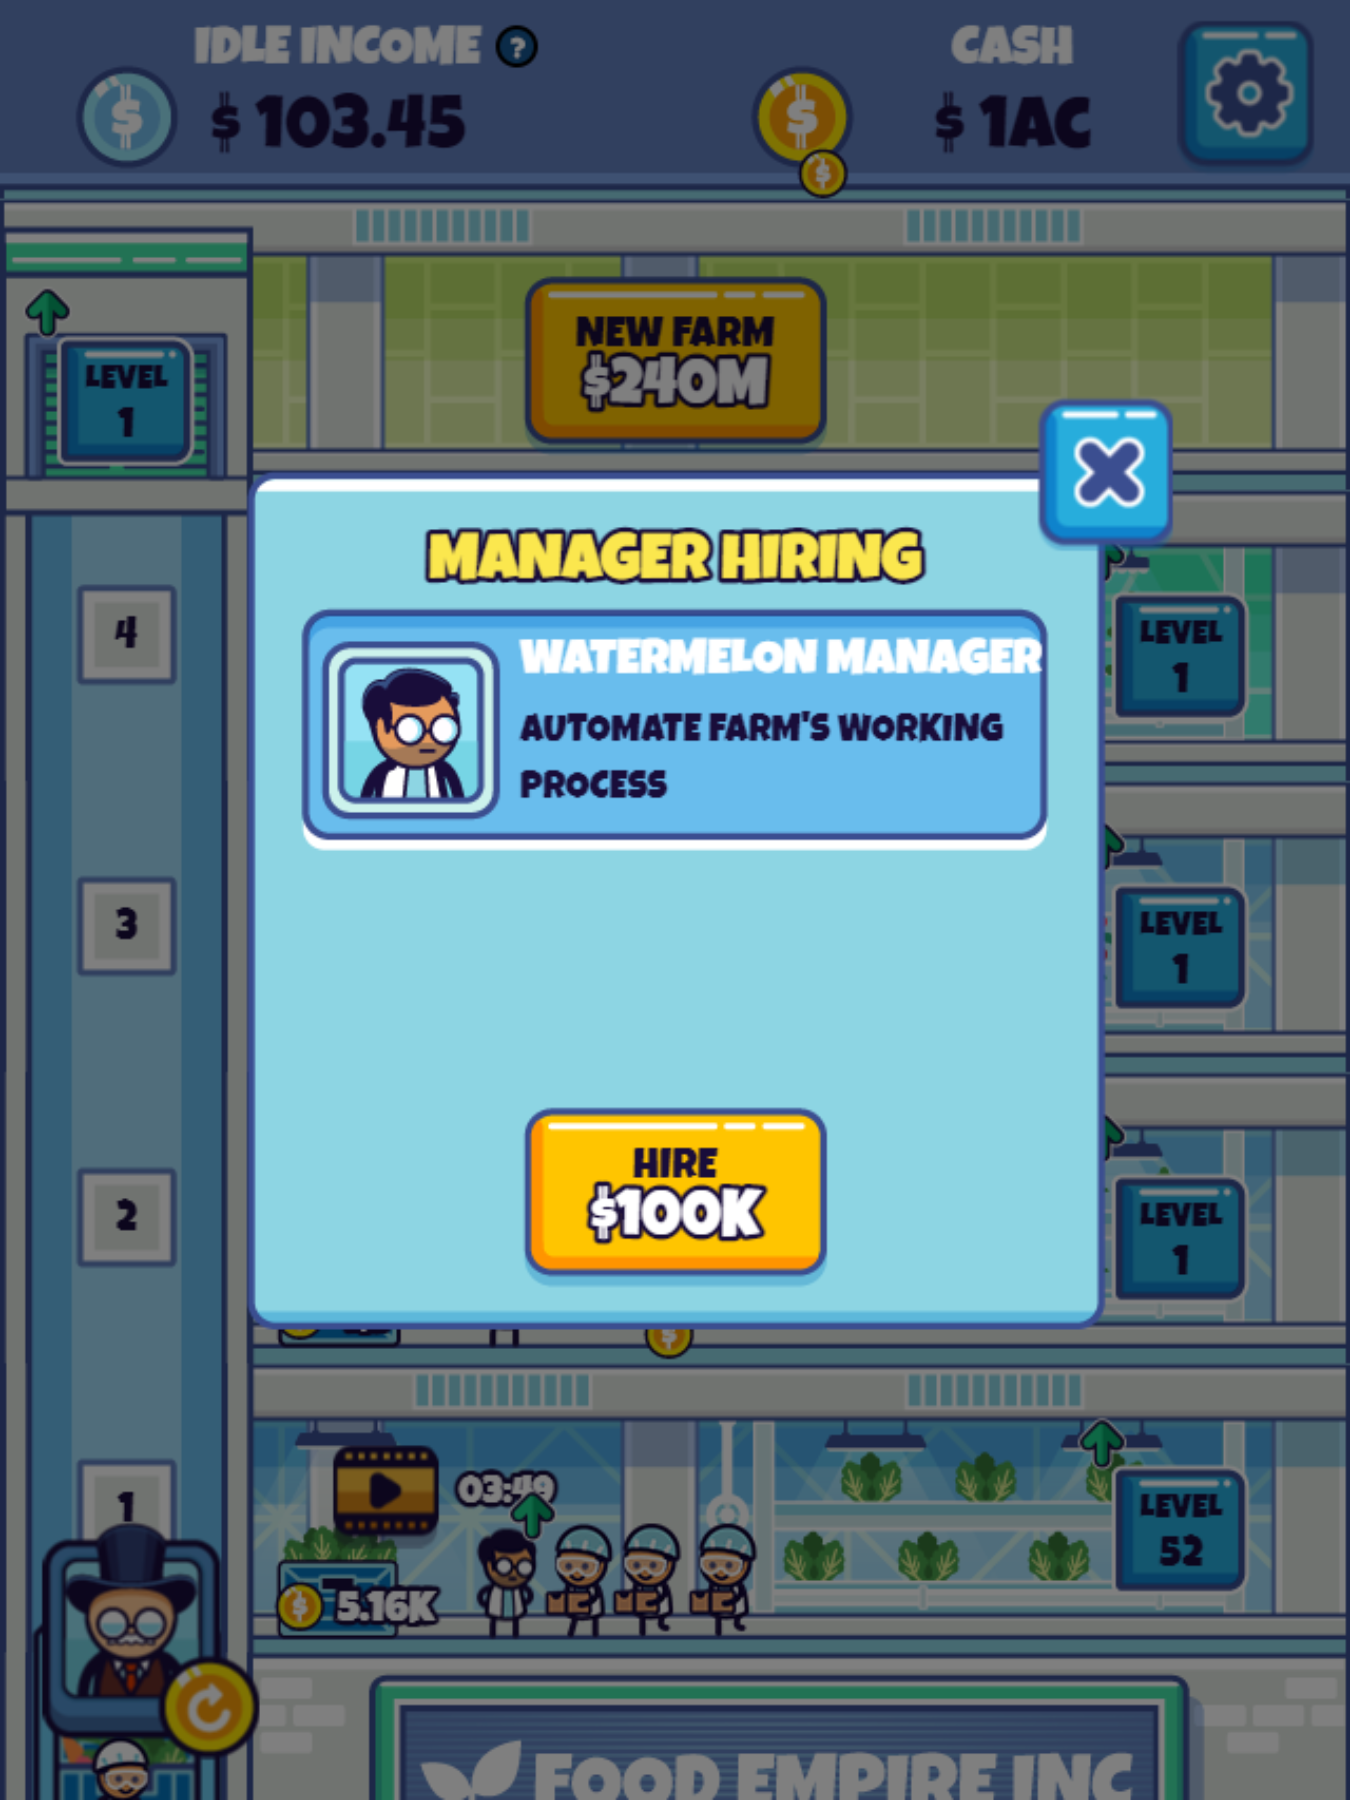 IDLE INCOME ?
CASH
$ 103.45
$ 1AC
NEW FARM
$240M
LEVEL
1
MANAGER HIRING
WATERMELON MANAGER
AUTOMATE FARM'S WORKING
PROCESS
4
LEVEL
1
3
LEVEL
1
HIRE
$100K
2
LEVEL
1
1
03:49
LEVEL
52
5.16K
FOOD EMPIRE INC